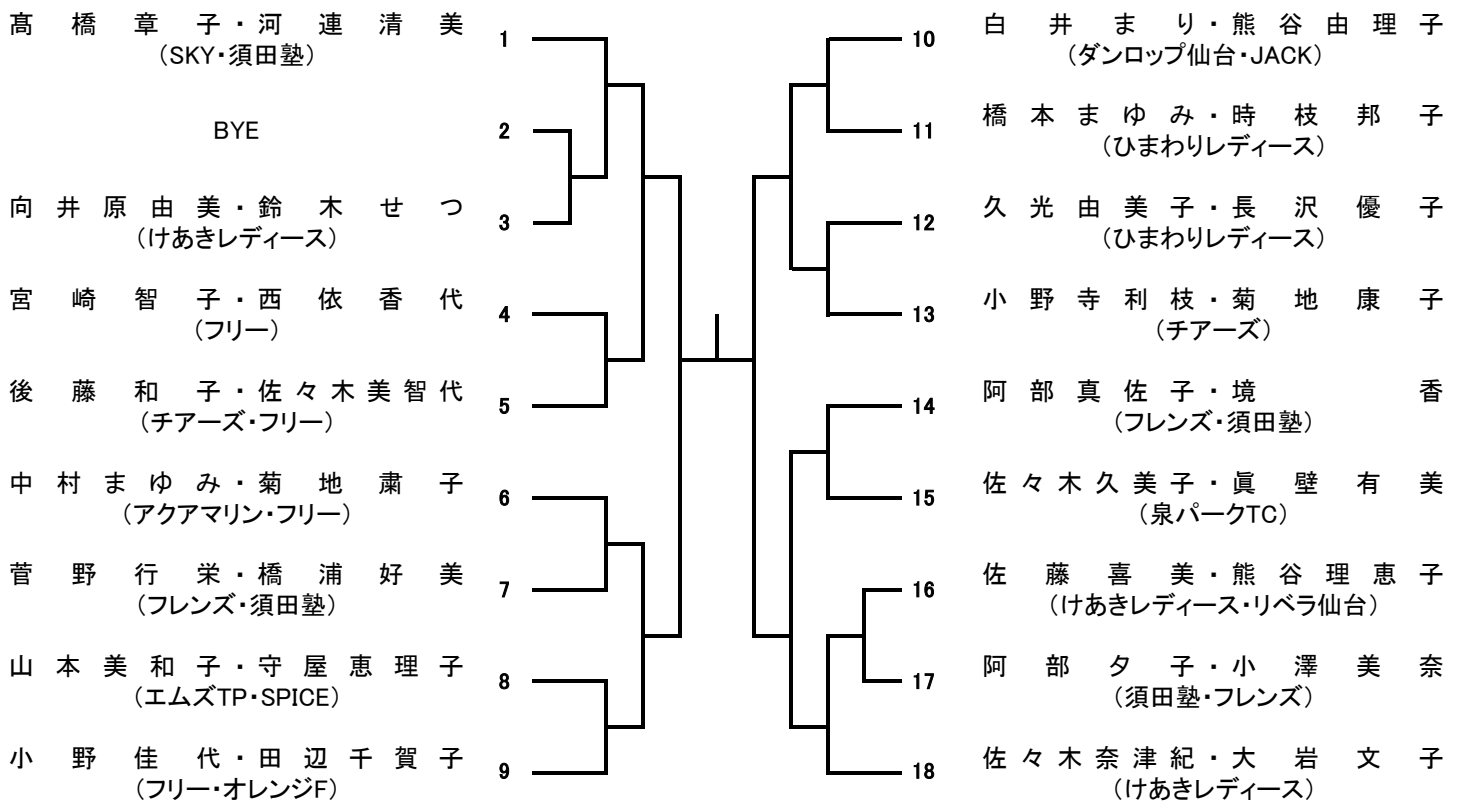 髙橋章子・河連清美
(SKY・須田塾)
1
BYE
2
向井原由美・鈴木せつ
(けあきレディース)
3
宮崎智子・西依香代
(フリー)
4
後藤和子・佐々木美智代
(チアーズ・フリー)
5
中村まゆみ・菊地粛子
(アクアマリン・フリー)
6
菅野行栄・橋浦好美
(フレンズ・須田塾)
7
山本美和子・守屋恵理子
(エムズTP・SPICE)
8
小野佳代・田辺千賀子
(フリー・オレンジF)
9
10
白井まり・熊谷由理子
(ダンロップ仙台・JACK)
11
橋本まゆみ・時枝邦子
(ひまわりレディース)
12
久光由美子・長沢優子
(ひまわりレディース)
13
小野寺利枝・菊地康子
(チアーズ)
14
阿部真佐子・境香
(フレンズ・須田塾)
15
佐々木久美子・眞壁有美
(泉パークTC)
16
佐藤喜美・熊谷理恵子
(けあきレディース・リベラ仙台)
17
阿部夕子・小澤美奈
(須田塾・フレンズ)
18
佐々木奈津紀・大岩文子
(けあきレディース)